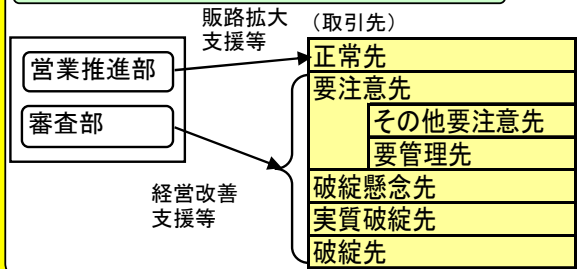 販路拡大
支援等
（取引先）
営業推進部
審査部
経営改善
支援等
正常先
要注意先
その他要注意先
要管理先
破綻懸念先
実質破綻先
破綻先